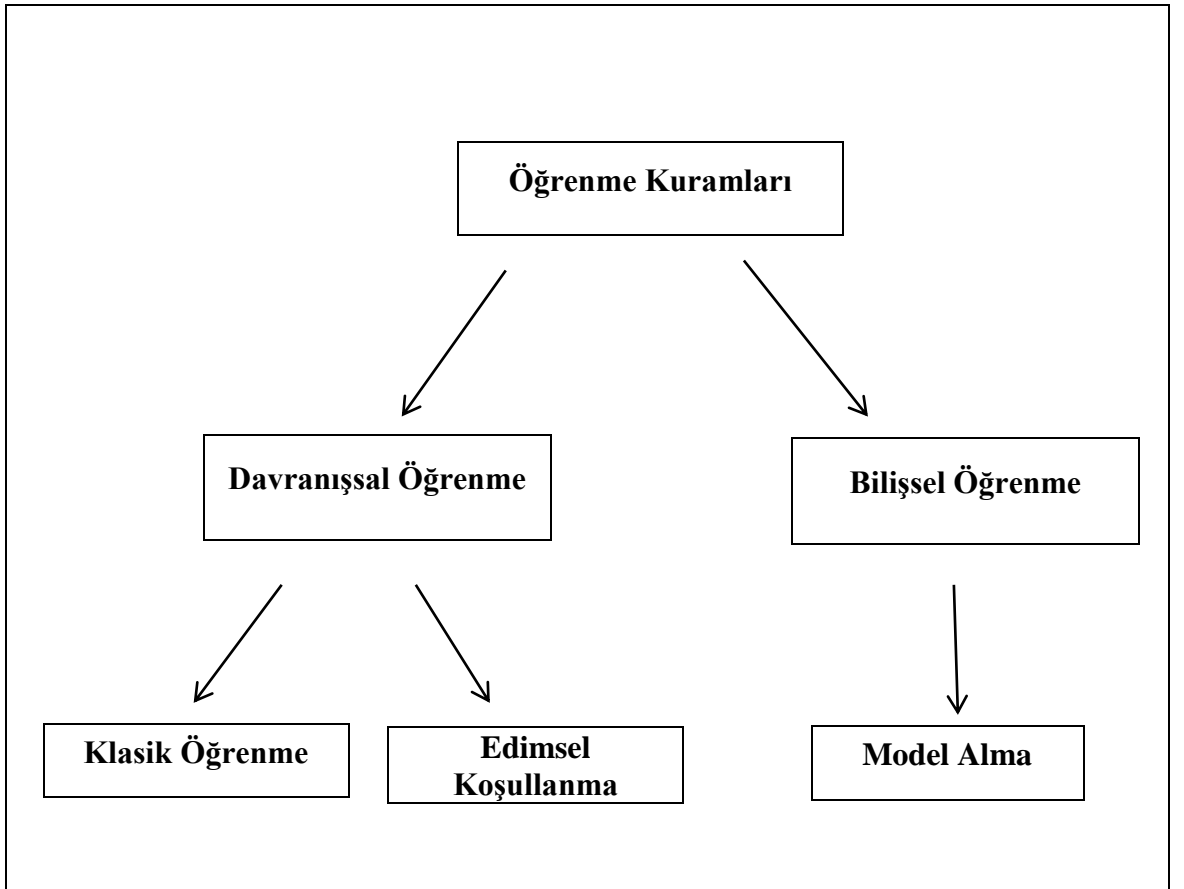 Öğrenme Kuramları
Davranışsal Öğrenme
Bilişsel Öğrenme
Klasik Öğrenme
Edimsel
Koşullanma
Model Alma